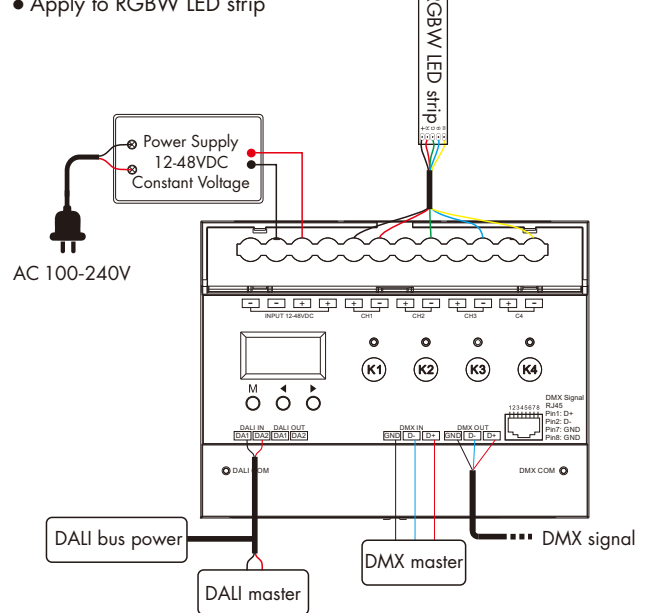 • Apply to RGBW LED strip
RGBW LED strip
+ R G B W
Power Supply
12-48VDC
Constant Voltage
AC 100-240V
- - + + + - + - + - + -
INPUT 12-48VDC CH1 CH2 CH3 C4
K1 K2 K3 K4
M ◄ ►
DMX Signal
RJ45
Pin1: D+
Pin2: D-
Pin7: GND
Pin8: GND
12345678
DALI IN DALI OUT DMX IN DMX OUT
DA1 DA2 DA1 DA2 GND D- D+ GND D- D+
DALI COM DMX COM
DALI bus power
DMX master
DMX signal
DALI master